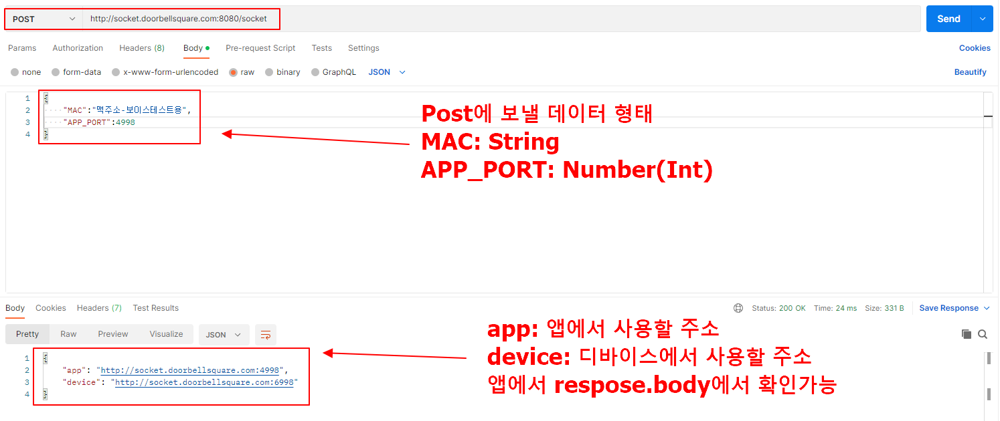 POST http://socket.doorbellsquare.com:8080/socket Send
Params Authorization Headers (8) Body Pre-request Script Tests Settings Cookies
none form-data x-www-form-urlencoded raw binary GraphQL JSON Beautify
1 {
2 "MAC":"맥주소-보이스테스트용",
3 "APP_PORT":4998
4 }
Post에 보낼 데이터 형태
MAC: String
APP_PORT: Number(Int)
Body Cookies Headers (7) Test Results Status: 200 OK Time: 24 ms Size: 331 B Save Response
Pretty Raw Preview Visualize JSON
1 {
2 "app": "http://socket.doorbellsquare.com:4998",
3 "device": "http://socket.doorbellsquare.com:6998"
4 }
app: 앱에서 사용할 주소
device: 디바이스에서 사용할 주소
앱에서 respose.body에서 확인가능